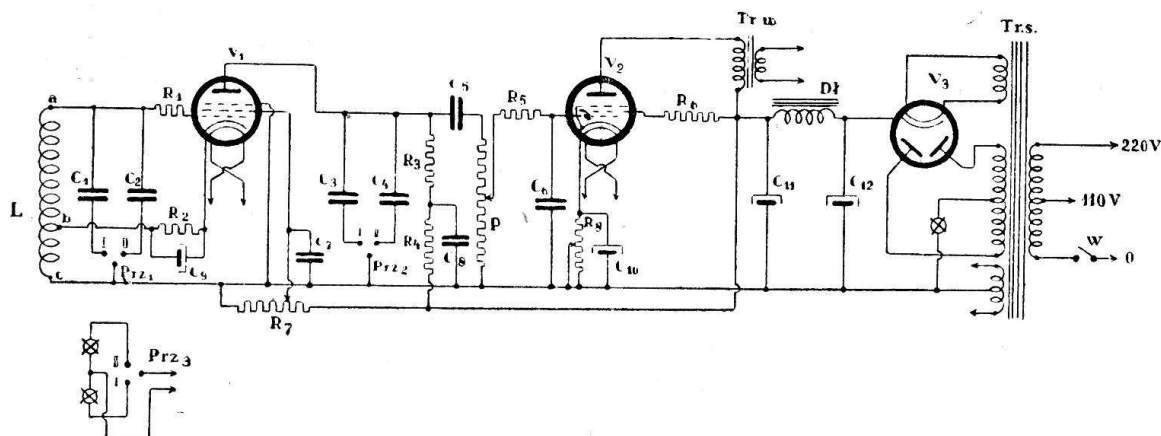 Tr w
Tr.s.
V1
V2
V3
a
R1
C5
R5
R6
Dł
220V
C1
C2
R3
C3
C4
C6
C11
C12
110V
L
b
R2
P
R8
I
II
C9
C7
R4
C8
C10
W
0
c
Prz1
Prz2
R7
II
Prz3
I